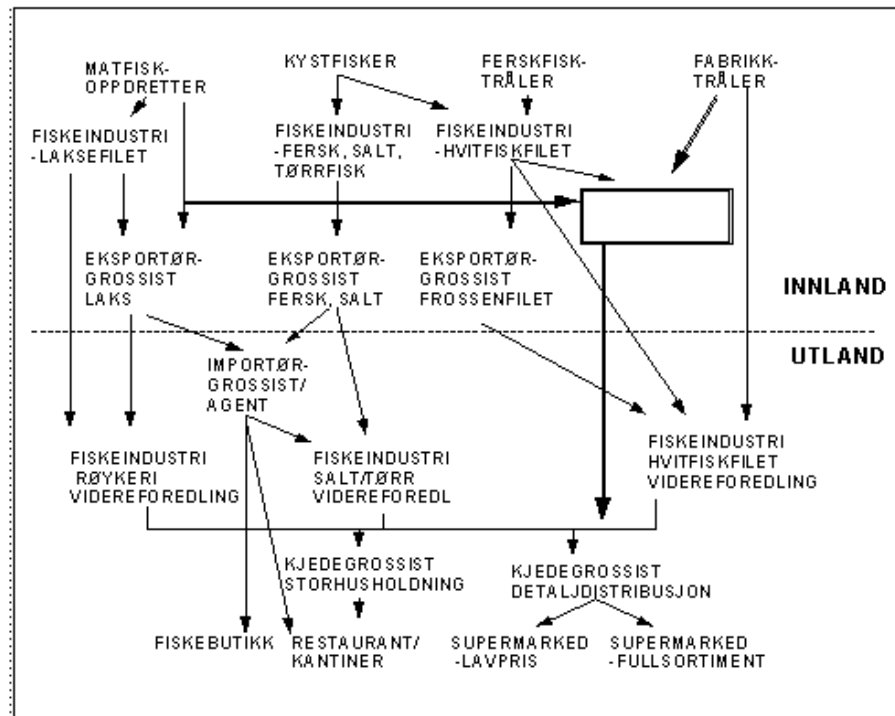 MATFISK-
OPPDRETTER
KYSTFISKER
FERSKFISK-
TRÅLER
FABRIKK-
TRÅLER
FISKEINDUSTRI
-LAKSEFILET
FISKEINDUSTRI
-FERSK, SALT,
TØRRFISK
FISKEINDUSTRI
-HVITFISKFILET
EKSPORTØR-
GROSSIST
LAKS
EKSPORTØR-
GROSSIST
FERSK, SALT
EKSPORTØR-
GROSSIST
FROSSENFILET
INNLAND
UTLAND
IMPORTØR-
GROSSIST/
AGENT
FISKEINDUSTRI
RØYKERI
VIDEREFOREDLING
FISKEINDUSTRI
SALT/TØRR
VIDEREFOREDL
FISKEINDUSTRI
HVITFISKFILET
VIDEREFOREDLING
KJEDEGROSSIST
STORHUSHOLDNING
KJEDEGROSSIST
DETALJDISTRIBUSJON
FISKEBUTIKK
RESTAURANT/
KANTINER
SUPERMARKED
-LAVPRIS
SUPERMARKED
-FULLSORTIMENT